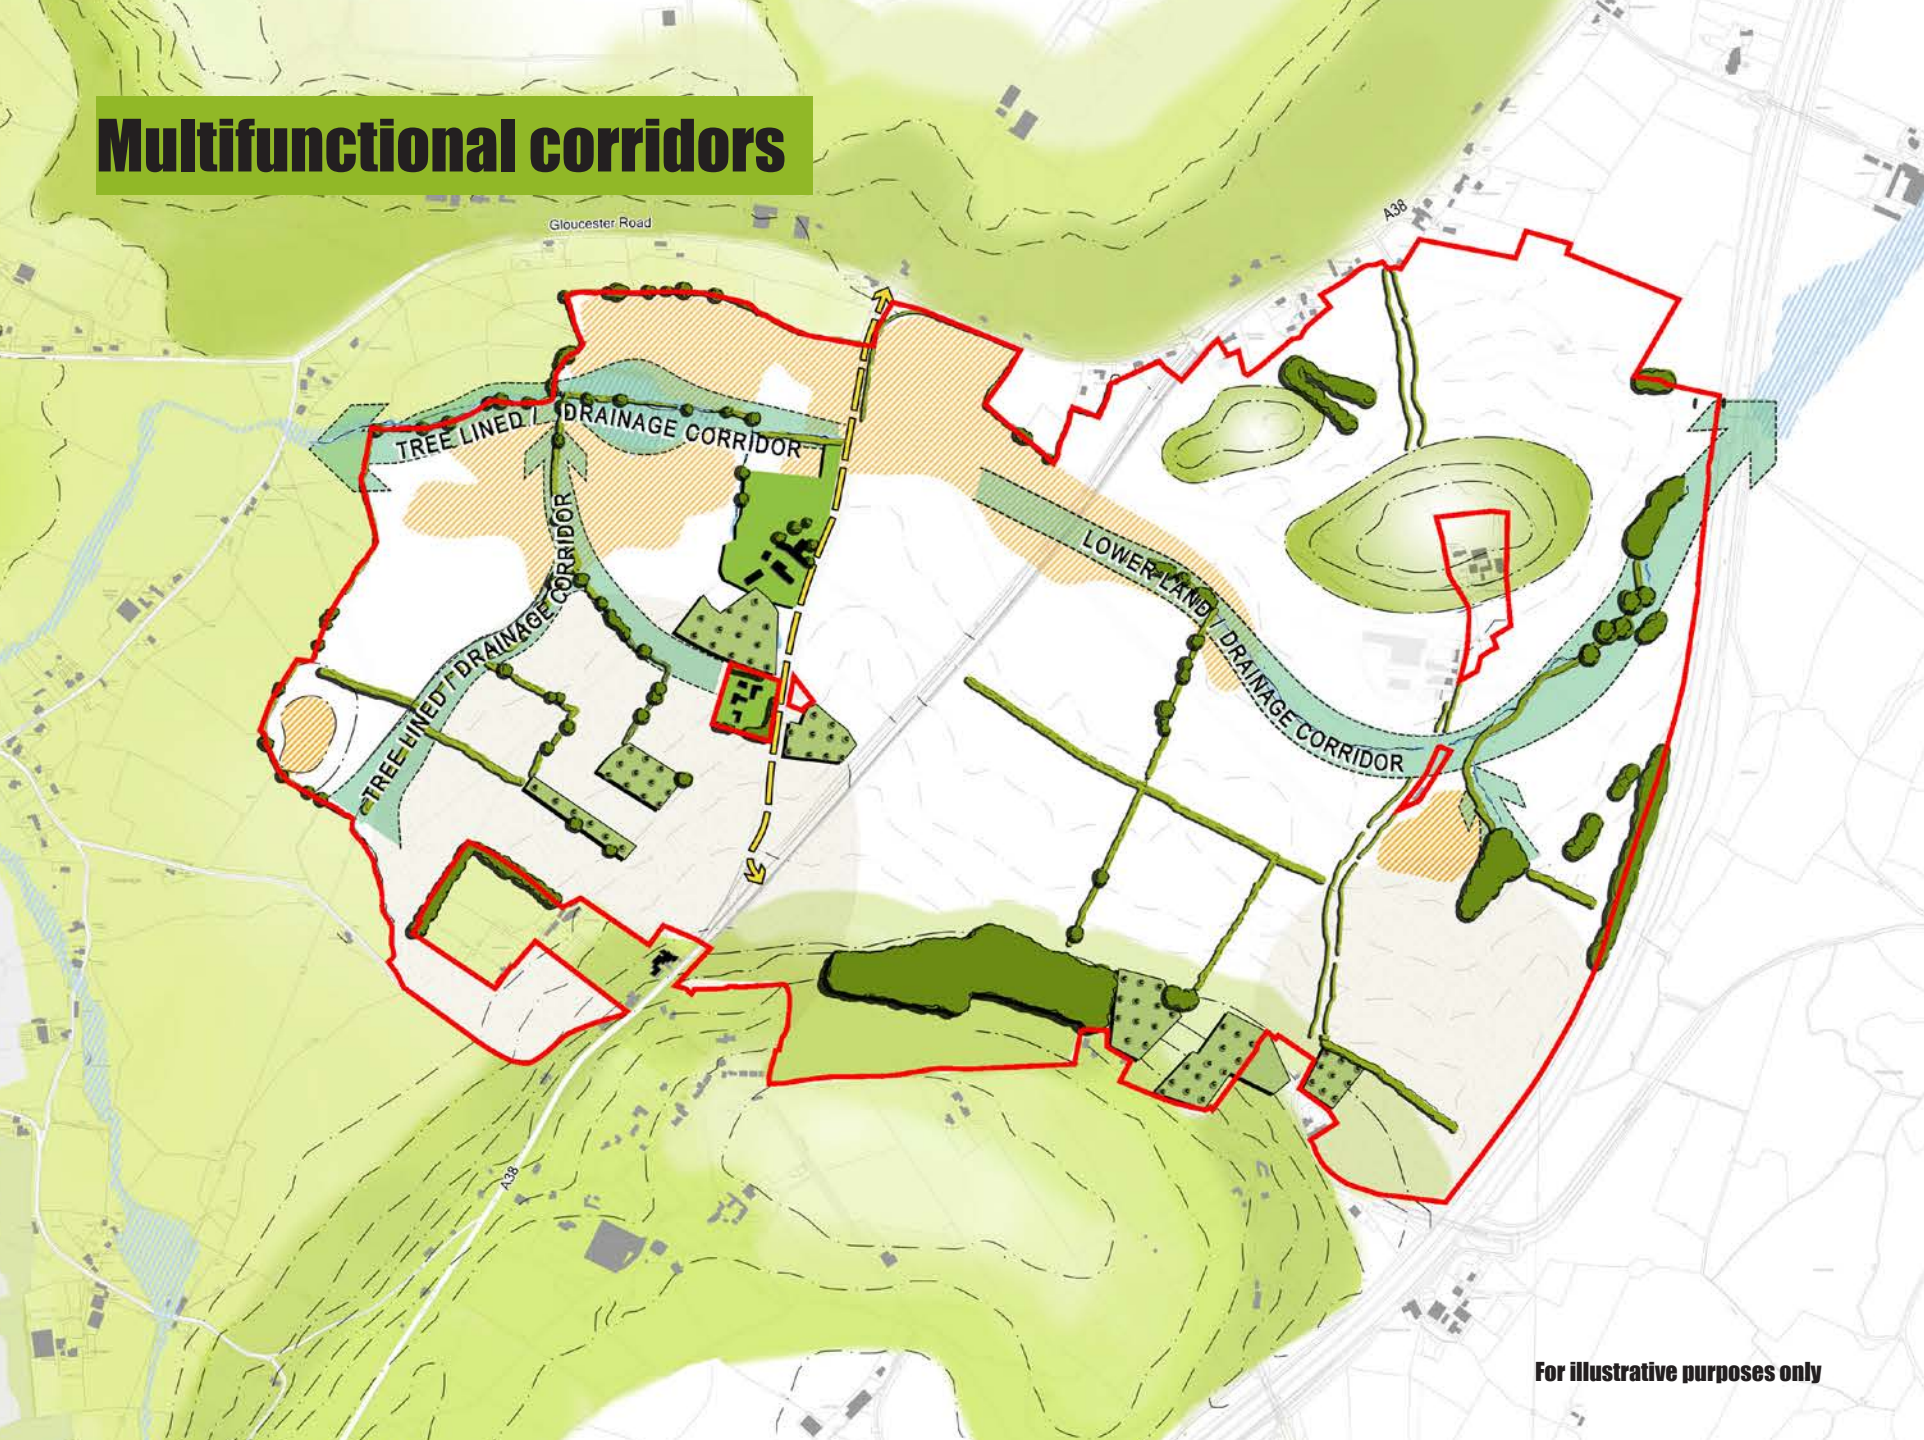 Multifunctional corridors
Gloucester Road
A38
TREE LINED / DRAINAGE CORRIDOR
TREE LINED / DRAINAGE CORRIDOR
LOWER LAND / DRAINAGE CORRIDOR
A38
For illustrative purposes only